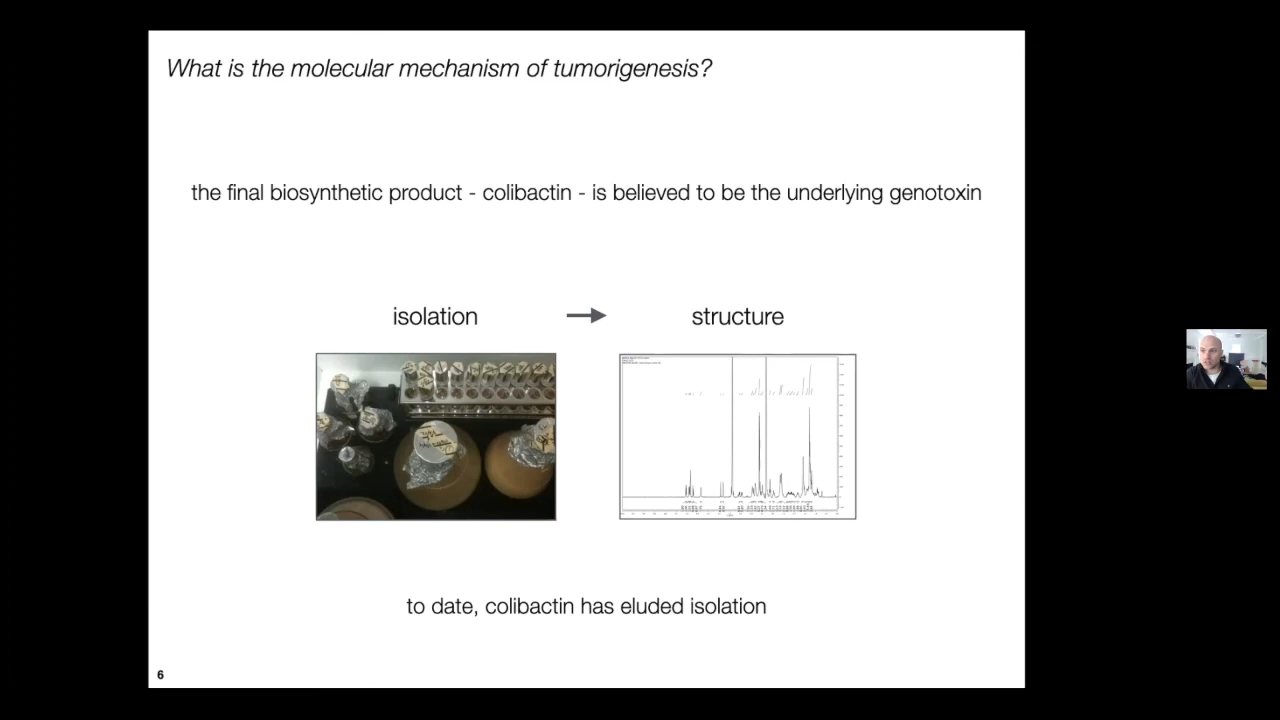 What is the molecular mechanism of tumorigenesis?
the final biosynthetic product - colibactin - is believed to be the underlying genotoxin
isolation
structure
to date, colibactin has eluded isolation
6